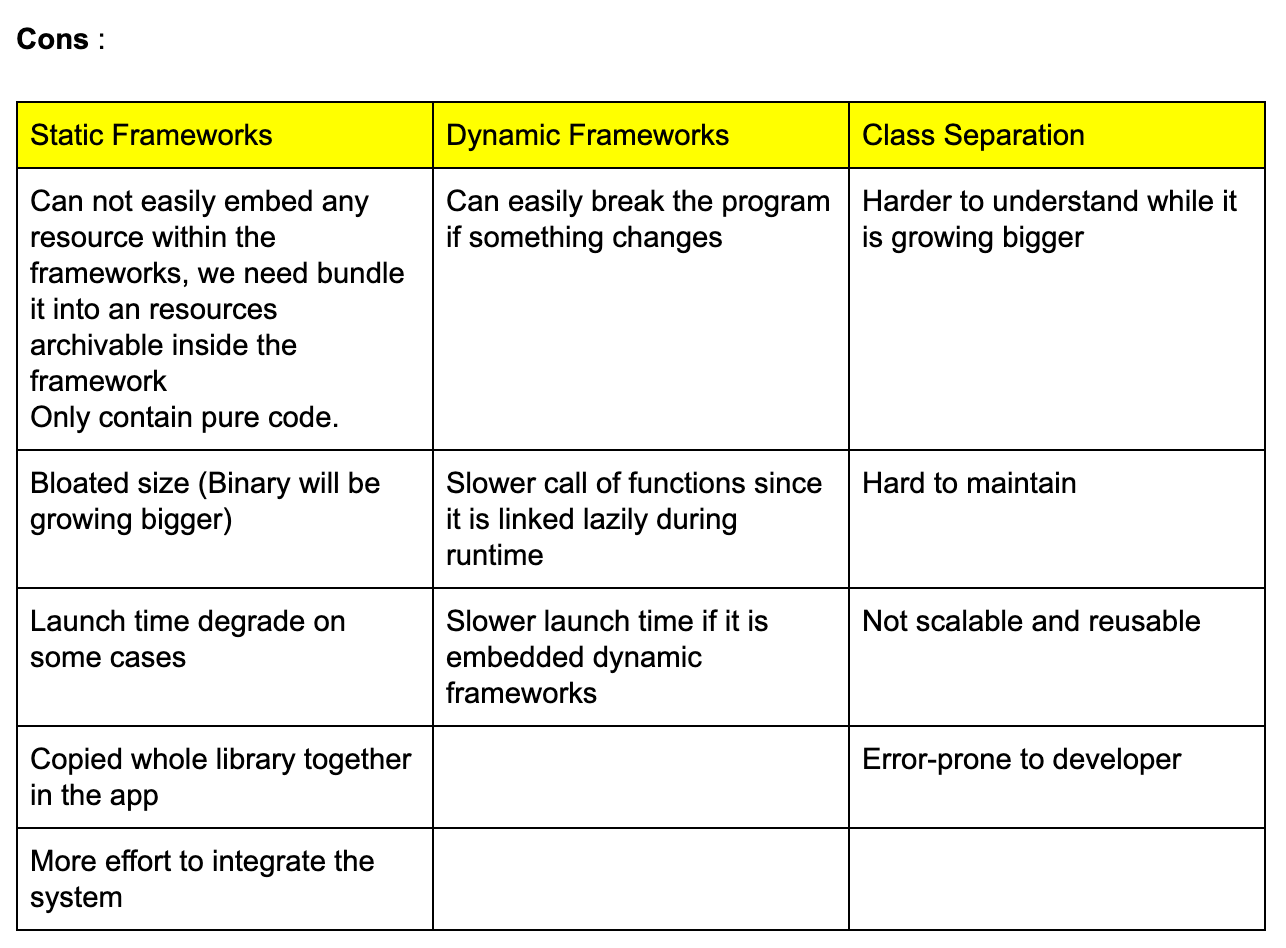 Cons :
Static Frameworks
Dynamic Frameworks
Class Separation
Can not easily embed any
resource within the
frameworks, we need bundle
it into an resources
archivable inside the
framework
Only contain pure code.
Can easily break the program
if something changes
Harder to understand while it
is growing bigger
Bloated size (Binary will be
growing bigger)
Slower call of functions since
it is linked lazily during
runtime
Hard to maintain
Launch time degrade on
some cases
Slower launch time if it is
embedded dynamic
frameworks
Not scalable and reusable
Copied whole library together
in the app
Error-prone to developer
More effort to integrate the
system